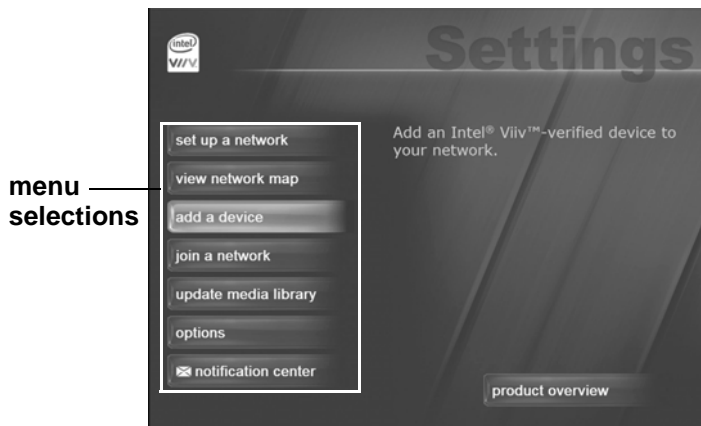 intel
VIIV
Settings
set up a network
view network map
add a device
join a network
update media library
options
notification center
menu
selections
Add an Intel® Viiv™-verified device to
your network.
product overview